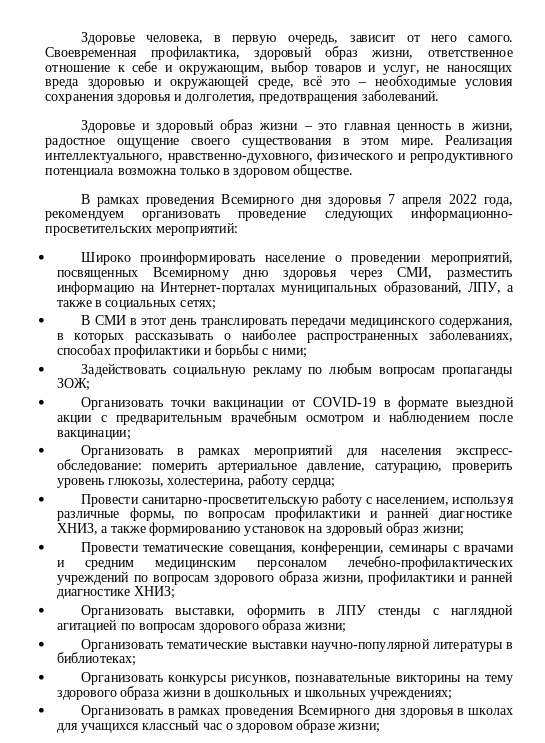 Здоровье человека, в первую очередь, зависит от него самого.
Своевременная профилактика, здоровый образ жизни, ответственное
отношение к себе и окружающим, выбор товаров и услуг, не наносящих
вреда здоровью и окружающей среде, всё это – необходимые условия
сохранения здоровья и долголетия, предотвращения заболеваний.
Здоровье и здоровый образ жизни – это главная ценность в жизни,
радостное ощущение своего существования в этом мире. Реализация
интеллектуального, нравственно-духовного, физического и репродуктивного
потенциала возможна только в здоровом обществе.
В рамках проведения Всемирного дня здоровья 7 апреля 2022 года,
рекомендуем организовать проведение следующих информационно-
просветительских мероприятий:
• Широко проинформировать население о проведении мероприятий,
посвященных Всемирному дню здоровья через СМИ, разместить
информацию на Интернет-порталах муниципальных образований, ЛПУ, а
также в социальных сетях;
• В СМИ в этот день транслировать передачи медицинского содержания,
в которых рассказывать о наиболее распространенных заболеваниях,
способах профилактики и борьбы с ними;
• Задействовать социальную рекламу по любым вопросам пропаганды
ЗОЖ;
• Организовать точки вакцинации от COVID-19 в формате выездной
акции с предварительным врачебным осмотром и наблюдением после
вакцинации;
• Организовать в рамках мероприятий для населения экспресс-
обследование: померить артериальное давление, сатурацию, проверить
уровень глюкозы, холестерина, работу сердца;
• Провести санитарно-просветительскую работу с населением, используя
различные формы, по вопросам профилактики и ранней диагностике
ХНИЗ, а также формированию установок на здоровый образ жизни;
• Провести тематические совещания, конференции, семинары с врачами
и средним медицинским персоналом лечебно-профилактических
учреждений по вопросам здорового образа жизни, профилактики и ранней
диагностике ХНИЗ;
• Организовать выставки, оформить в ЛПУ стенды с наглядной
агитацией по вопросам здорового образа жизни;
• Организовать тематические выставки научно-популярной литературы в
библиотеках;
• Организовать конкурсы рисунков, познавательные викторины на тему
здорового образа жизни в дошкольных и школьных учреждениях;
• Организовать в рамках проведения Всемирного дня здоровья в школах
для учащихся классный час о здоровом образе жизни;